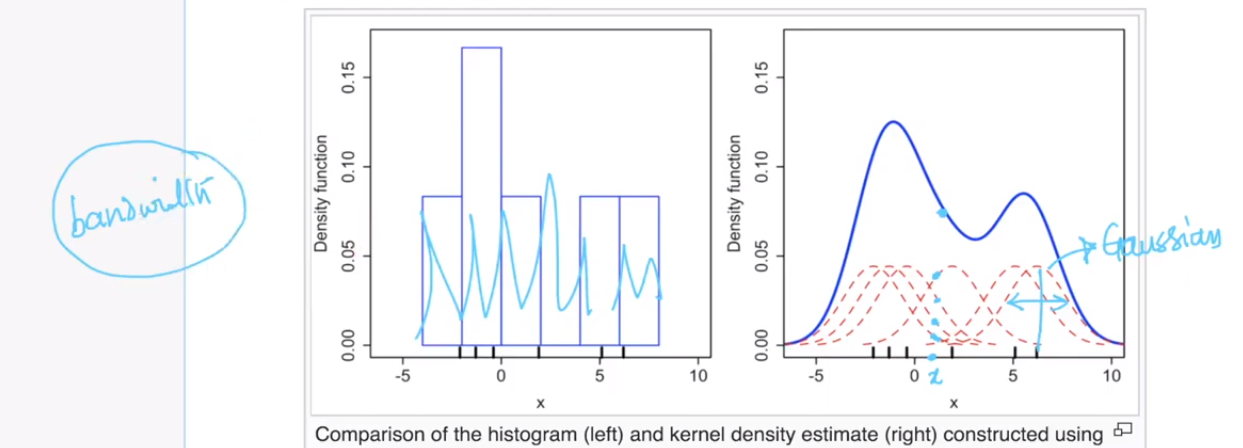 bandwidth
Density function
0.00 0.05 0.10 0.15
-5 0 5 10
x
Density function
0.00 0.05 0.10 0.15
-5 0 5 10
x
Gaussian
x
Comparison of the histogram (left) and kernel density estimate (right) constructed using